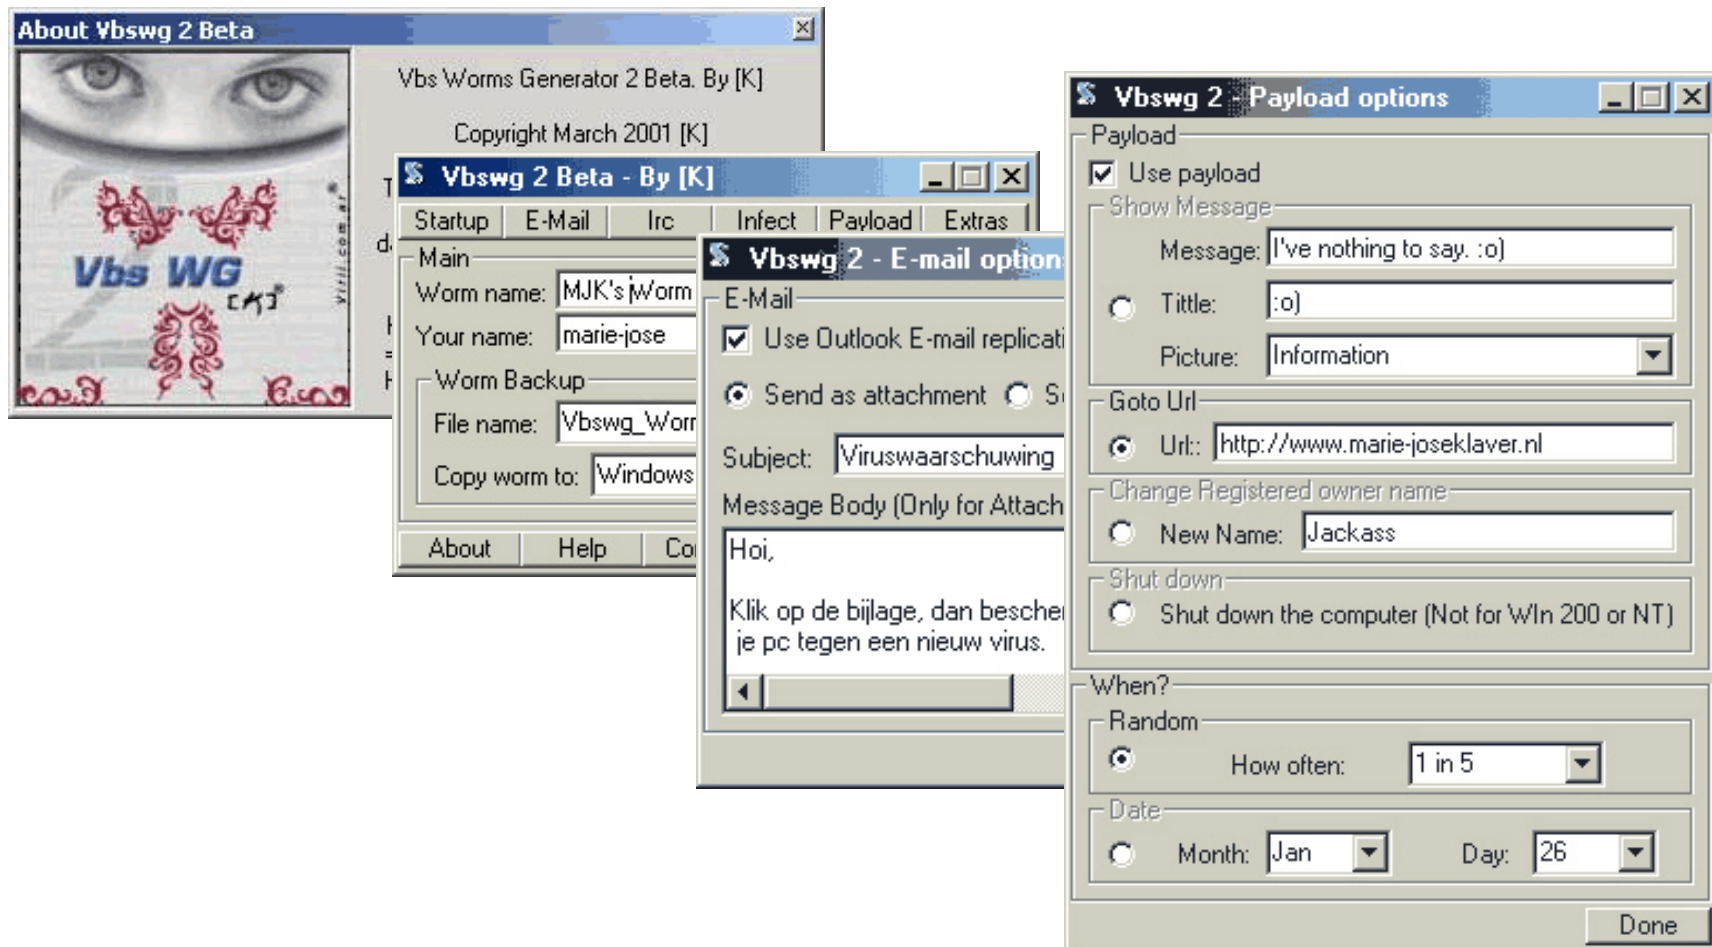 About Vbswg 2 Beta
Vbs Worms Generator 2 Beta. By [K]
Copyright March 2001 [K]
Vbs WG
[K]®
Vbswg 2 Beta - By [K]
Startup E-Mail Irc Infect Payload Extras
Main
Worm name: MJK's Worm
Your name: marie-jose
Worm Backup
File name: Vbswg_Worm
Copy worm to: Windows
About Help
Vbswg 2 - E-mail options
E-Mail
Use Outlook E-mail replicati
Send as attachment
Subject: Viruswaarschuwing
Message Body (Only for Attach
Hoi,
Klik op de bijlage, dan bescher
je pc tegen een nieuw virus.
Vbswg 2 - Payload options
Payload
Use payload
Show Message
Message: I've nothing to say. :o)
Tittle: :o)
Picture: Information
Goto Url
Url:: http://www.marie-joseklaver.nl
Change Registered owner name
New Name: Jackass
Shut down
Shut down the computer (Not for WIn 200 or NT)
When?
Random
How often: 1 in 5
Date
Month: Jan Day: 26
Done